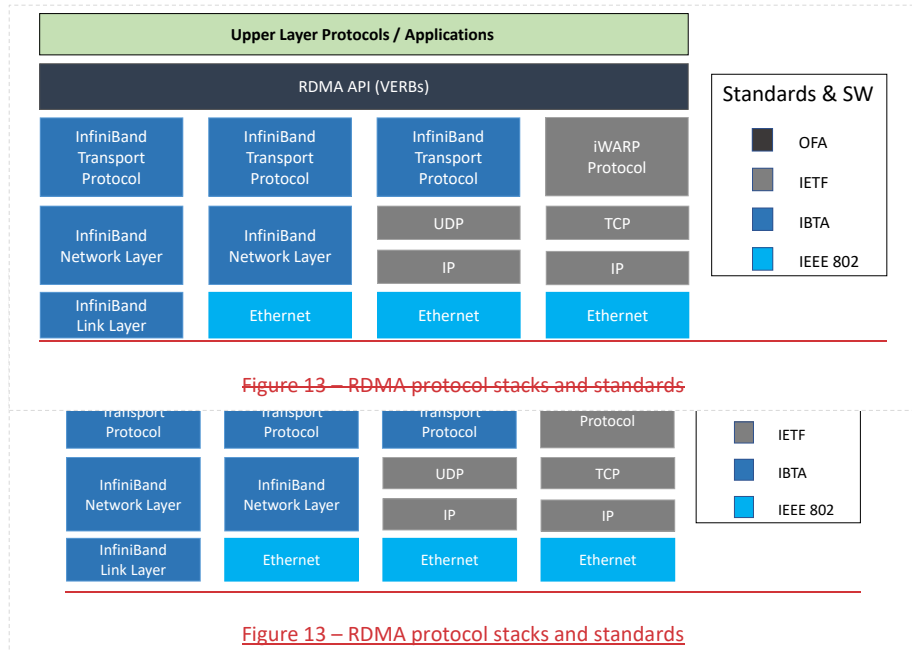 Upper Layer Protocols / Applications
RDMA API (VERBs)
InfiniBand
Transport
Protocol
InfiniBand
Transport
Protocol
InfiniBand
Transport
Protocol
iWARP
Protocol
InfiniBand
Network Layer
InfiniBand
Network Layer
UDP
IP
TCP
IP
InfiniBand
Link Layer
Ethernet
Ethernet
Ethernet
Standards & SW
OFA
IETF
IBTA
IEEE 802
Figure 13 – RDMA protocol stacks and standards
Transport
Protocol
Transport
Protocol
Transport
Protocol
Protocol
InfiniBand
Network Layer
InfiniBand
Network Layer
UDP
IP
TCP
IP
InfiniBand
Link Layer
Ethernet
Ethernet
Ethernet
IETF
IBTA
IEEE 802
Figure 13 – RDMA protocol stacks and standards